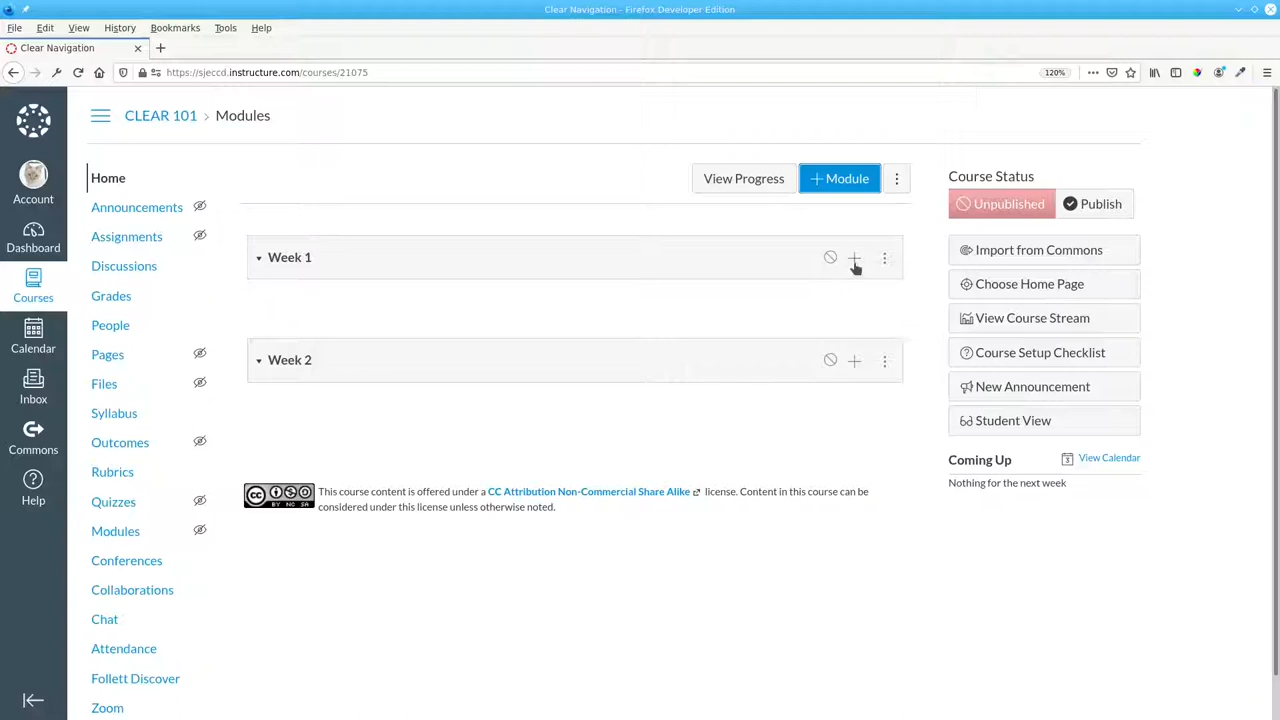 Clear Navigation - Firefox Developer Edition
File Edit View History Bookmarks Tools Help
Clear Navigation
https://sjeccd.instructure.com/courses/21075
120%
CLEAR 101 > Modules
Account
Dashboard
Courses
Calendar
Inbox
Commons
Help
Home
Announcements
Assignments
Discussions
Grades
People
Pages
Files
Syllabus
Outcomes
Rubrics
Quizzes
Modules
Conferences
Collaborations
Chat
Attendance
Follett Discover
Zoom
View Progress
+ Module
Week 1
Week 2
CC BY NC SA
This course content is offered under a CC Attribution Non-Commercial Share Alike license. Content in this course can be
considered under this license unless otherwise noted.
Course Status
Unpublished
Publish
Import from Commons
Choose Home Page
View Course Stream
Course Setup Checklist
New Announcement
Student View
Coming Up
View Calendar
Nothing for the next week